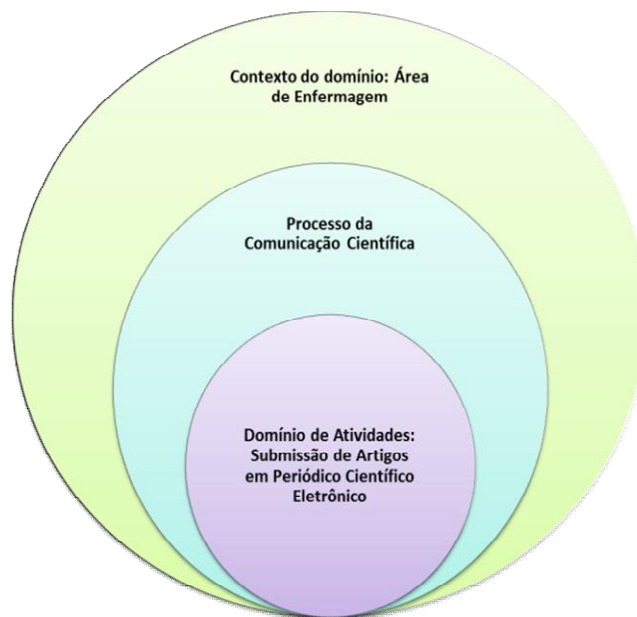 Contexto do domínio: Área
de Enfermagem
Processo da
Comunicação Científica
Domínio de Atividades:
Submissão de Artigos
em Periódico Científico
Eletrônico